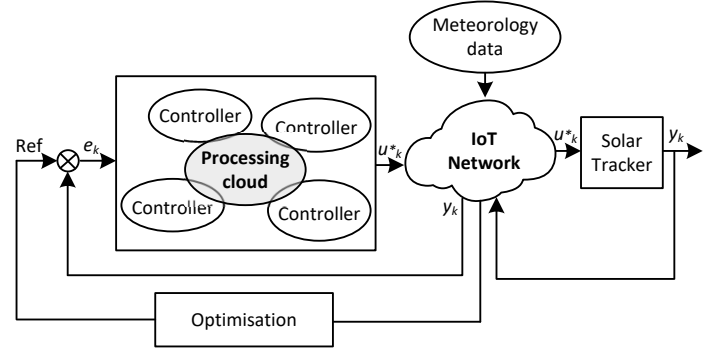 Meteorology
data
Ref
e_k
Controller
Controller
Processing
cloud
Controller
Controller
u*_k
IoT
Network
u*_k
Solar
Tracker
y_k
y_k
Optimisation